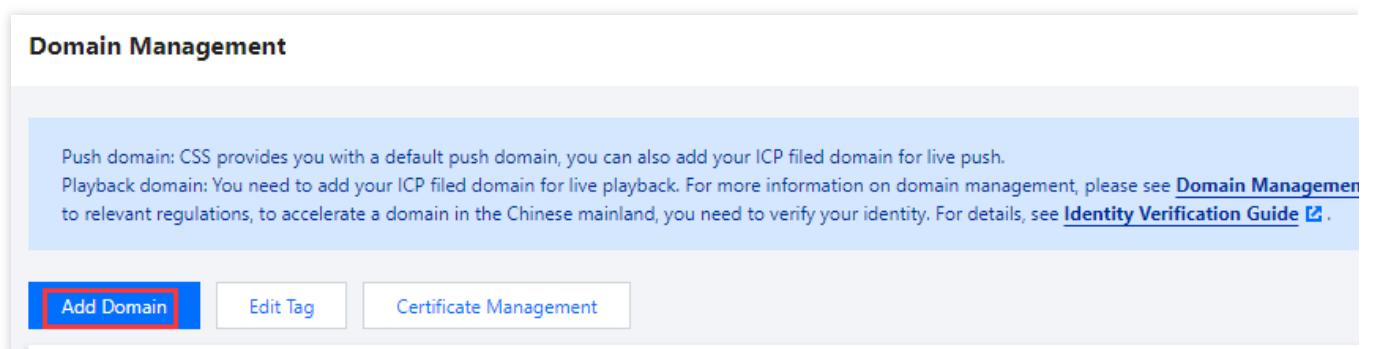 Domain Management
Push domain: CSS provides you with a default push domain, you can also add your ICP filed domain for live push.
Playback domain: You need to add your ICP filed domain for live playback. For more information on domain management, please see Domain Managemen
to relevant regulations, to accelerate a domain in the Chinese mainland, you need to verify your identity. For details, see Identity Verification Guide .
Add Domain Edit Tag Certificate Management